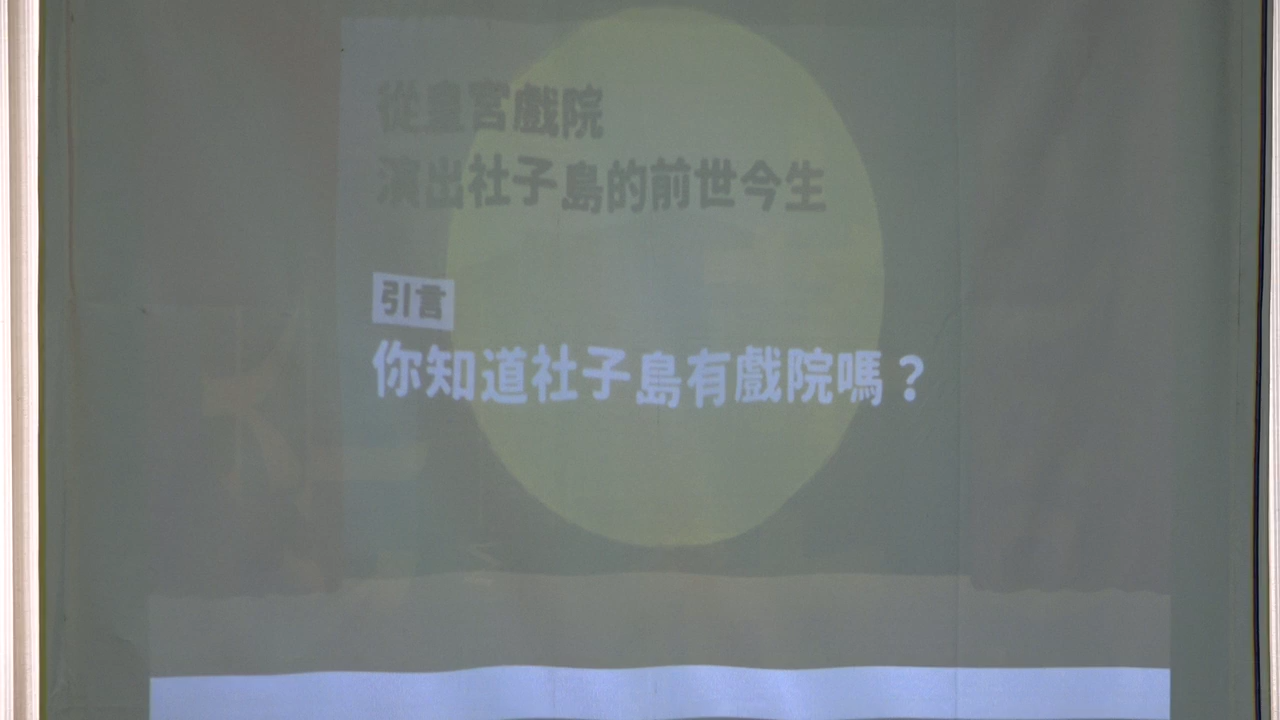 從皇宮戲院
演出社子島的前世今生
引言
你知道社子島有戲院嗎？